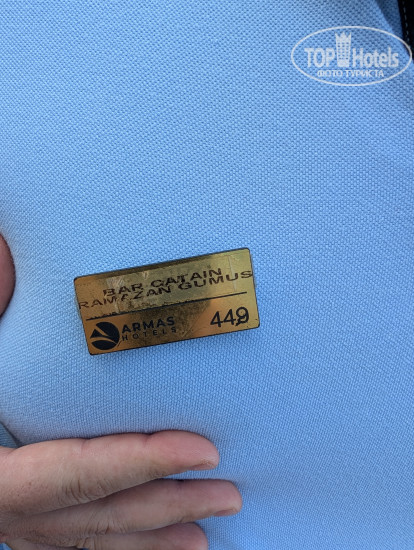 TOP Hotels
ФОТО ТУРИСТА
BAR CATAIN
RAMAZAN GUMUS
ARMAS
HOTELS
449